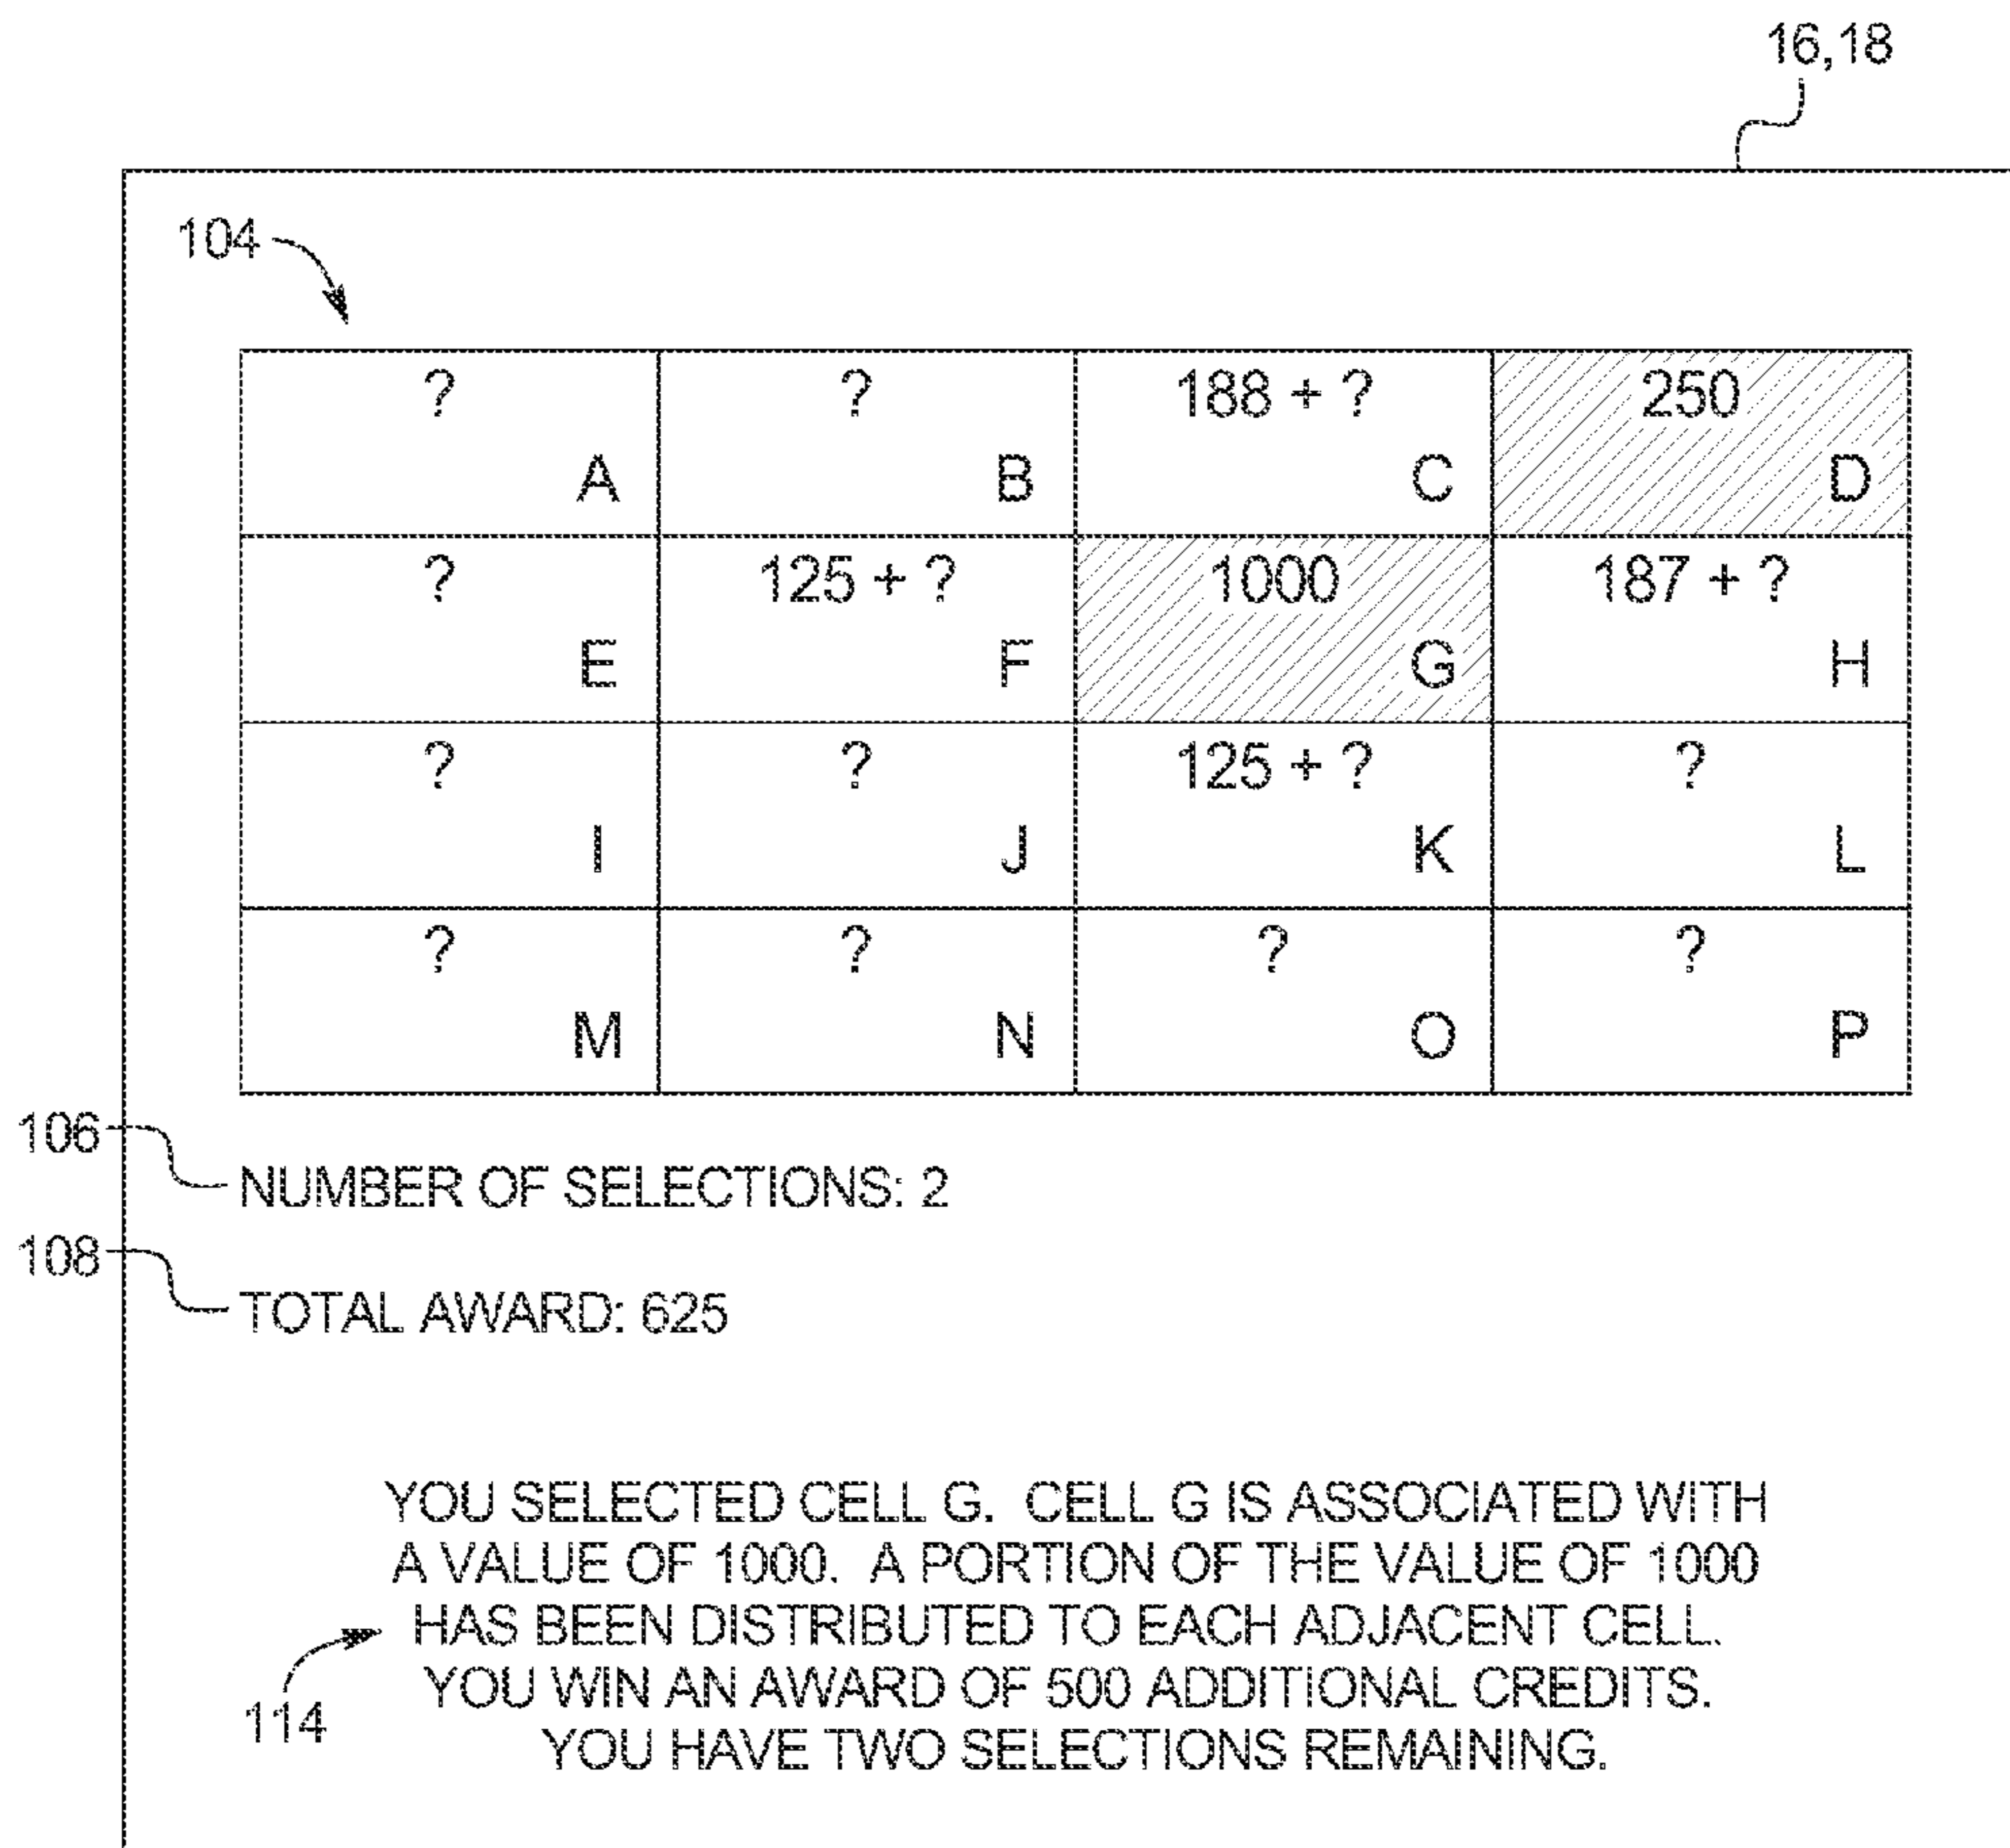 16,18
104
? ? 188 + ? 250
A B C D
? 125 + ? 1000 187 + ?
E F G H
? ? 125 + ? ?
I J K L
? ? ? ?
M N O P
106
NUMBER OF SELECTIONS: 2
108
TOTAL AWARD: 625
YOU SELECTED CELL G. CELL G IS ASSOCIATED WITH
A VALUE OF 1000. A PORTION OF THE VALUE OF 1000
HAS BEEN DISTRIBUTED TO EACH ADJACENT CELL.
YOU WIN AN AWARD OF 500 ADDITIONAL CREDITS.
114
YOU HAVE TWO SELECTIONS REMAINING.